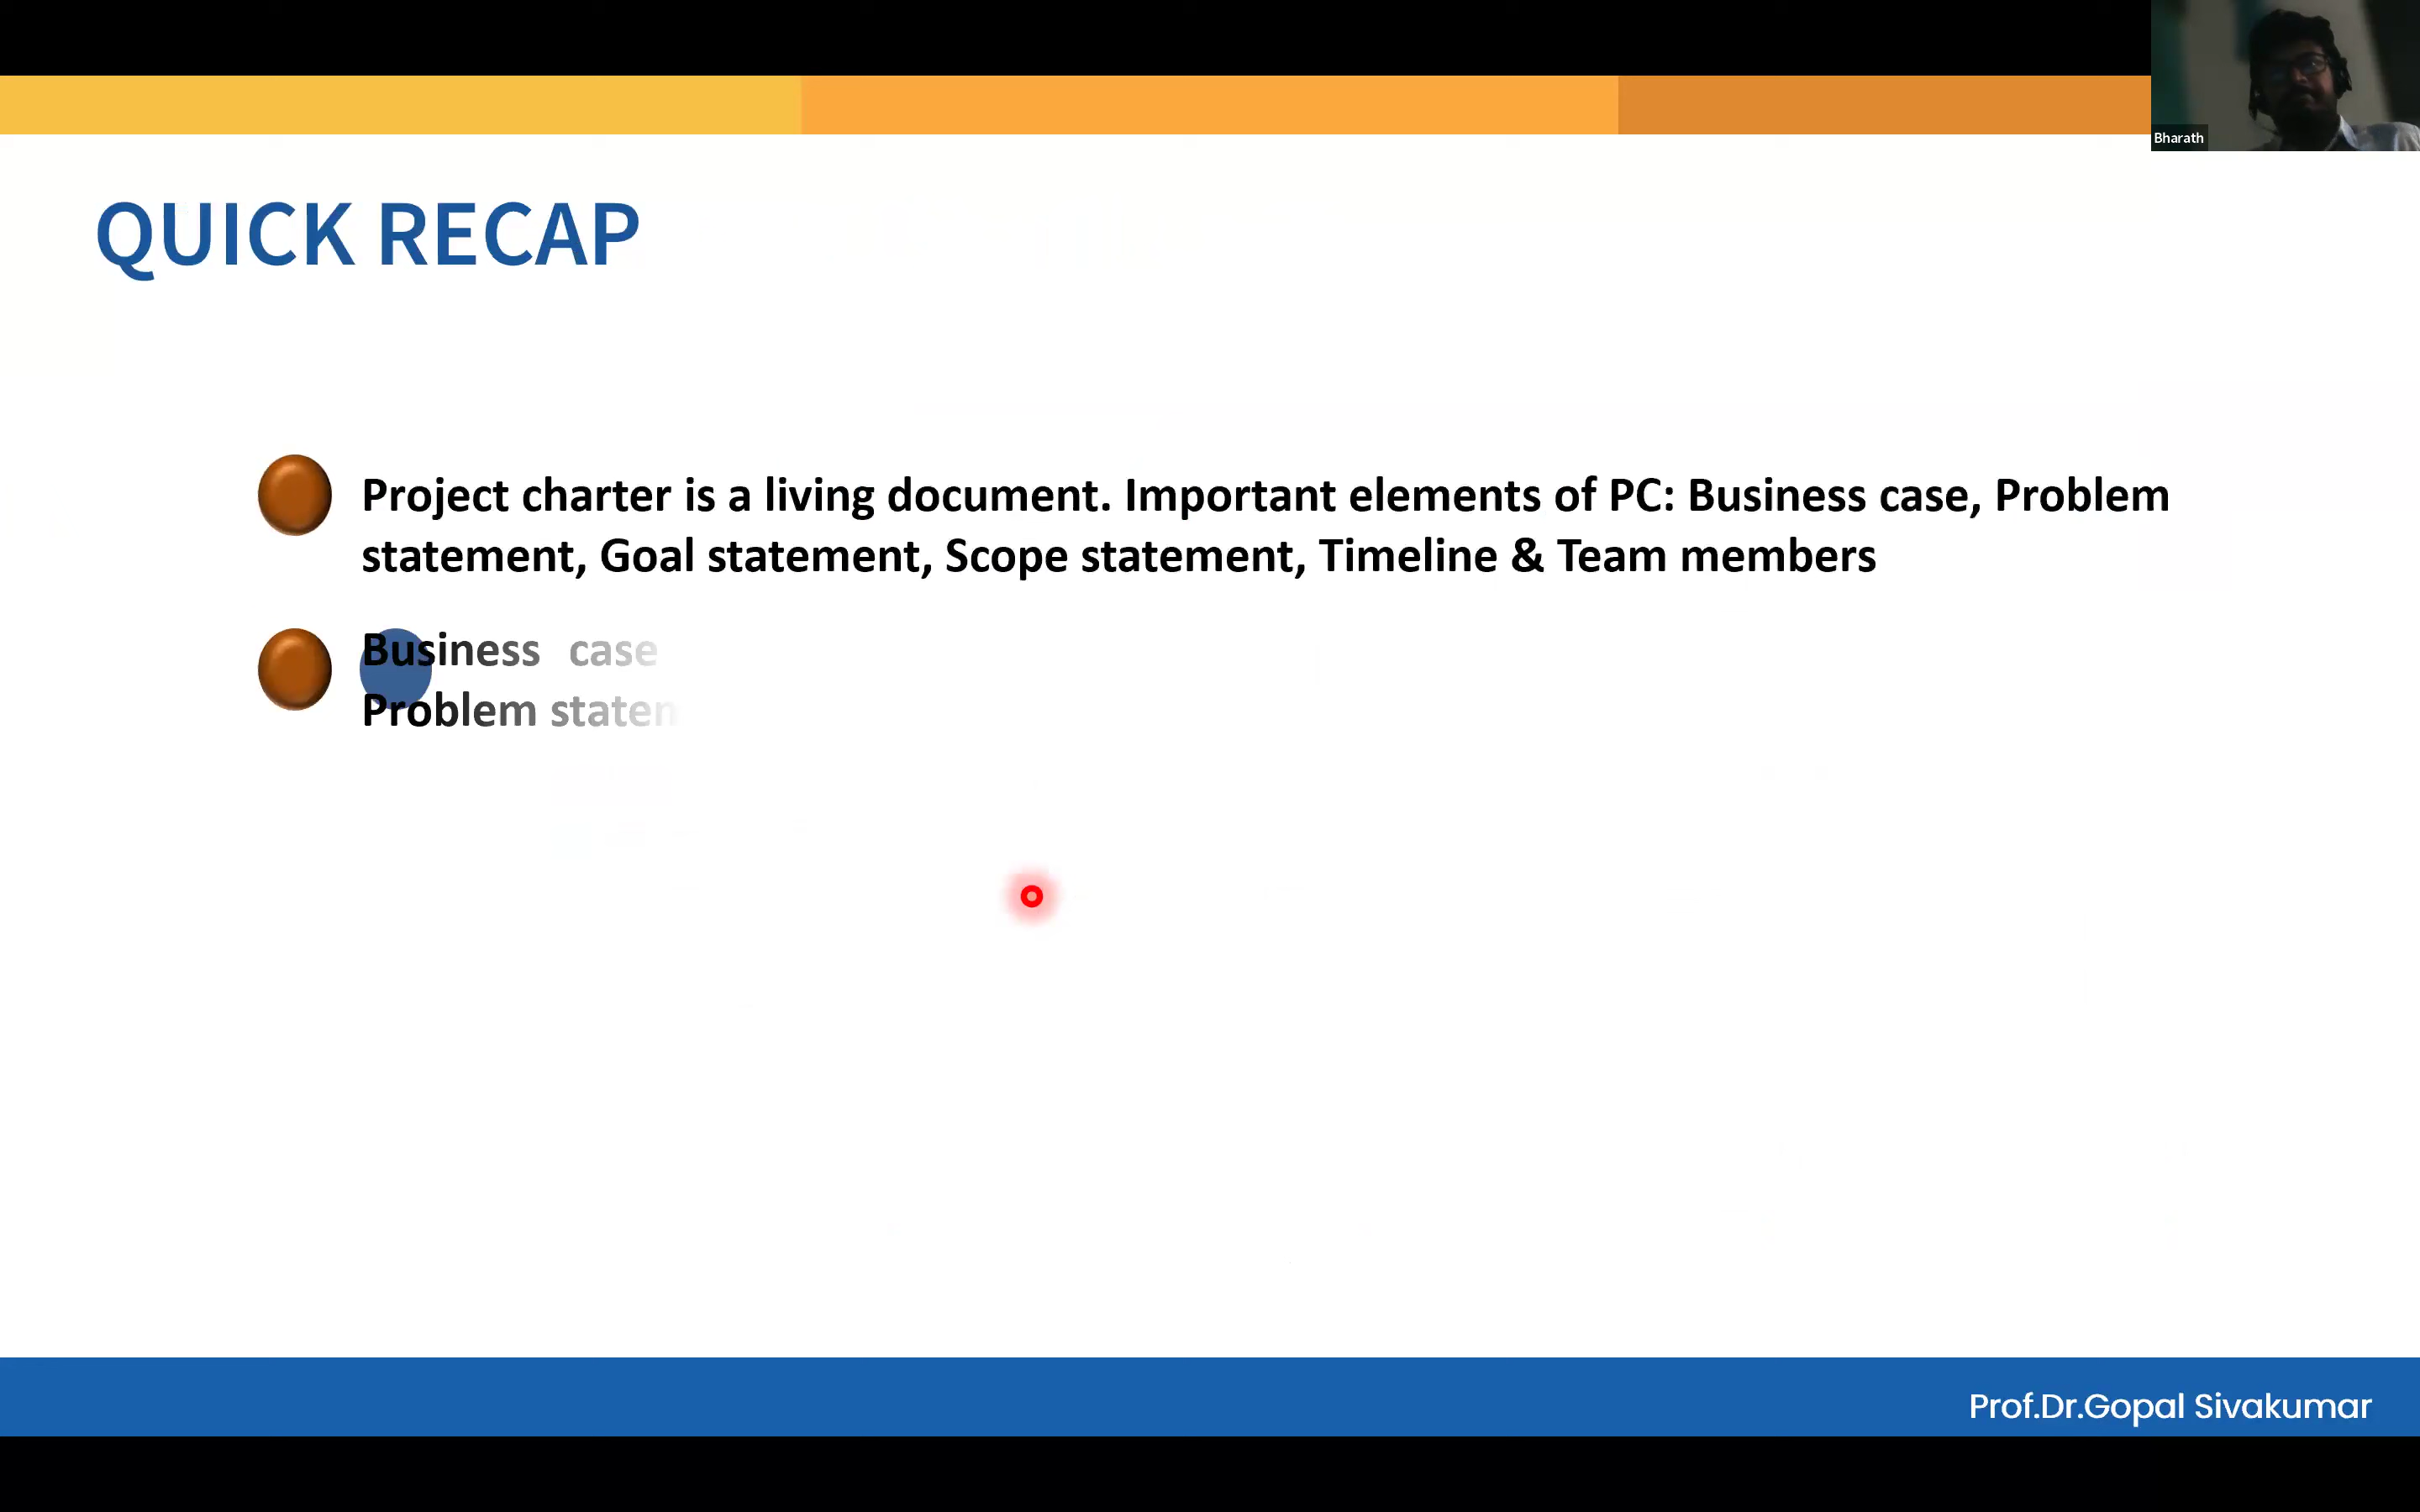 Bharath
QUICK RECAP
Project charter is a living document. Important elements of PC: Business case, Problem
statement, Goal statement, Scope statement, Timeline & Team members
Business case
Problem
Prof.Dr.Gopal Sivakumar